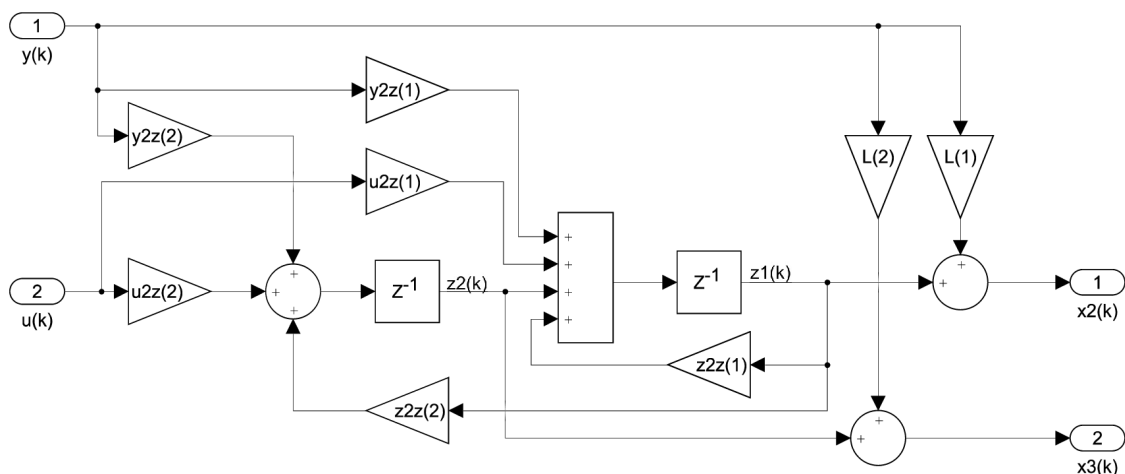 1
y(k)
y2z(1)
y2z(2)
L(2)
L(1)
u2z(1)
+
+
+
+
+
+
+
+
+
2
u(k)
u2z(2)
z-1
z2(k)
z-1
z1(k)
+
+
1
x2(k)
z2z(1)
z2z(2)
2
x3(k)